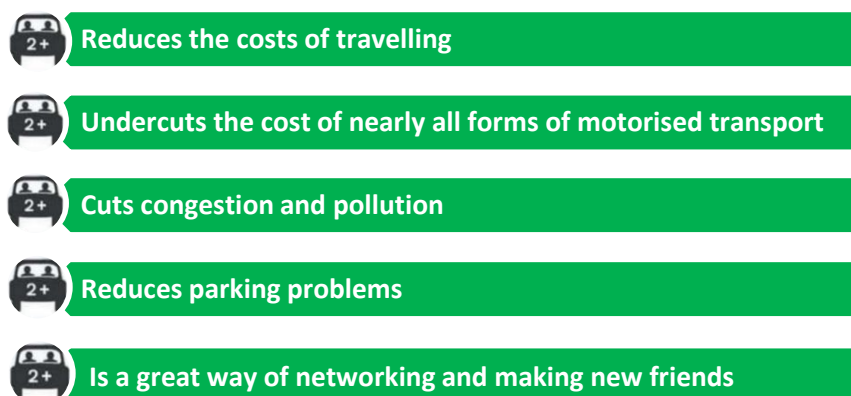 2+ Reduces the costs of travelling
2+ Undercuts the cost of nearly all forms of motorised transport
2+ Cuts congestion and pollution
2+ Reduces parking problems
2+ Is a great way of networking and making new friends